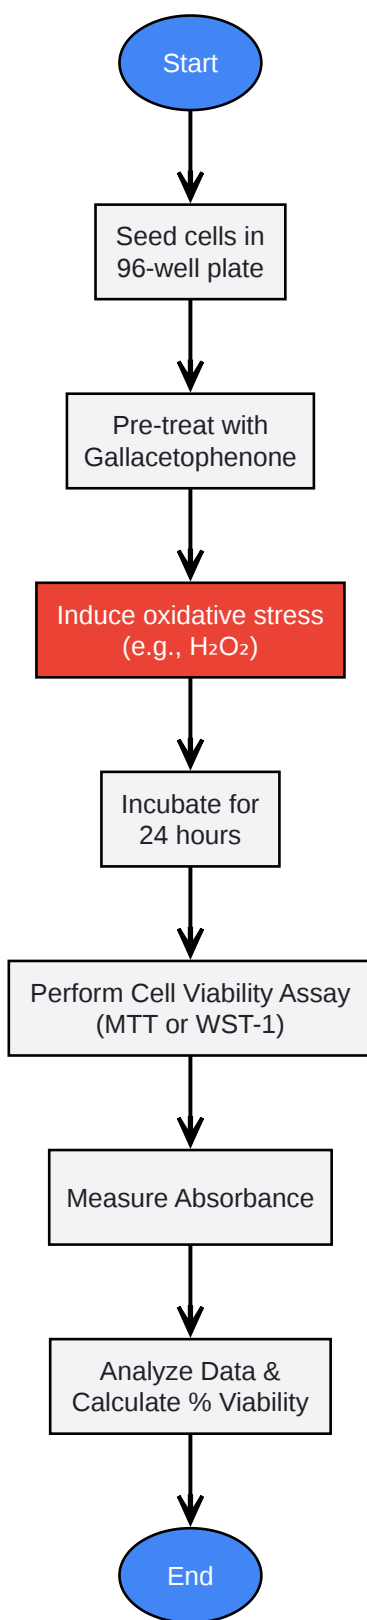 Start
Seed cells in
96-well plate
Pre-treat with
Gallacetophenone
Induce oxidative stress
(e.g., H₂O₂)
Incubate for
24 hours
Perform Cell Viability Assay
(MTT or WST-1)
Measure Absorbance
Analyze Data &
Calculate % Viability
End